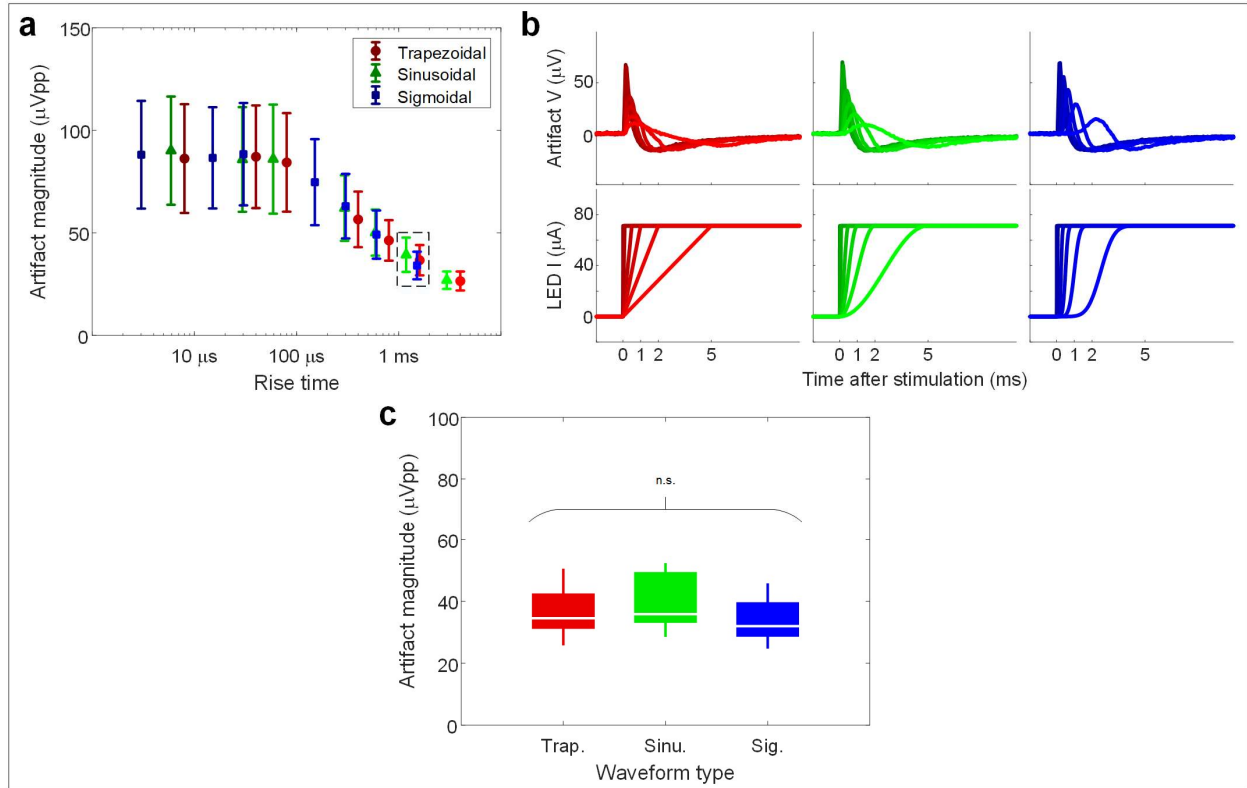 a
150
100
50
0
Artifact magnitude (μVpp)
Trapezoidal
Sinusoidal
Sigmoidal
10 μs
100 μs
1 ms
Rise time
b
Artifact V (μV)
50
0
LED I (μA)
80
40
0
0 1 2 5
0 1 2 5
0 1 2 5
Time after stimulation (ms)
c
100
80
60
40
20
0
Artifact magnitude (μVpp)
n.s.
Trap.
Sinu.
Sig.
Waveform type